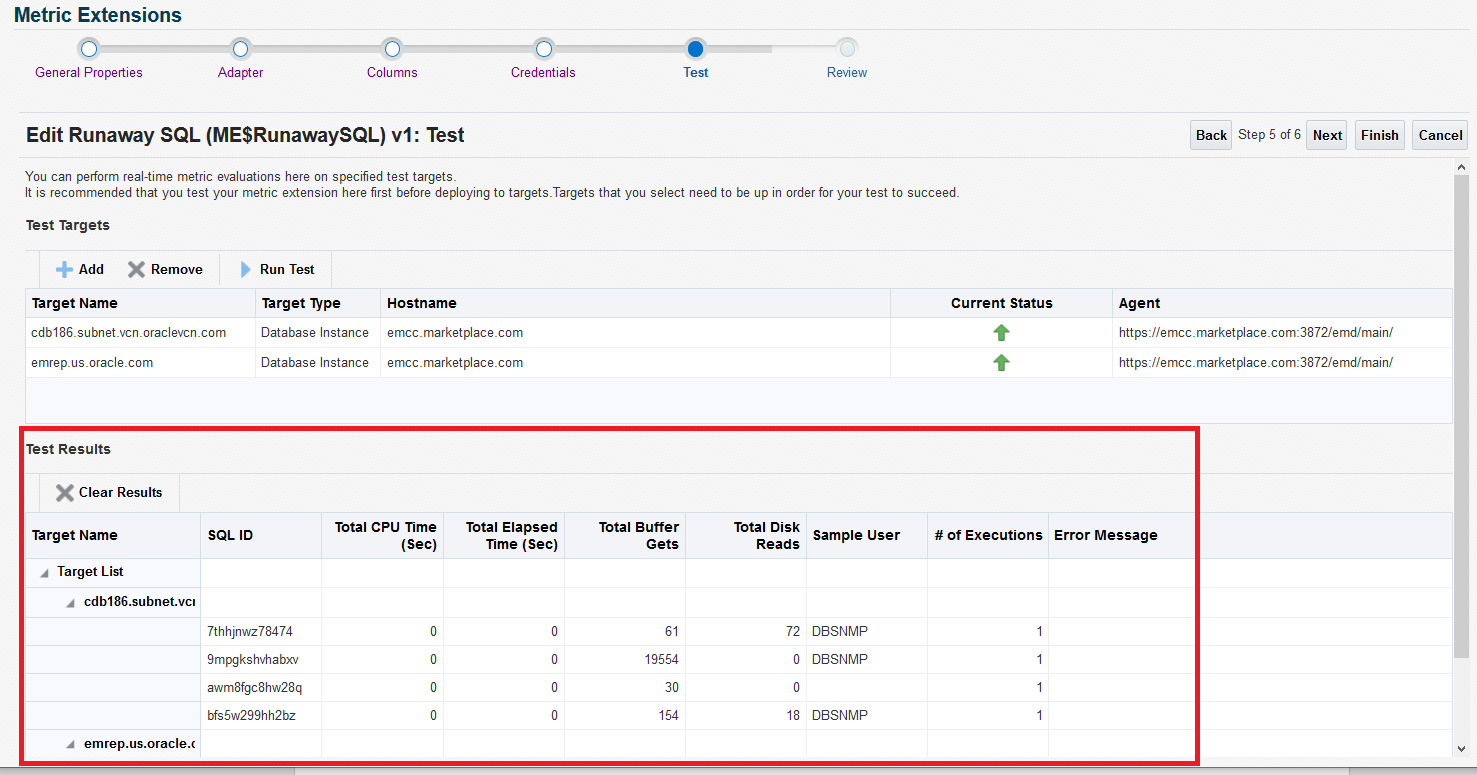 Metric Extensions
General Properties Adapter Columns Credentials Test Review
Edit Runaway SQL (ME$RunawaySQL) v1: Test Back Step 5 of 6 Next Finish Cancel
You can perform real-time metric evaluations here on specified test targets.
It is recommended that you test your metric extension here first before deploying to targets.Targets that you select need to be up in order for your test to succeed.
Test Targets
Add Remove Run Test
Target Name Target Type Hostname Current Status Agent
cdb186.subnet.vcn.oraclevcn.com Database Instance emcc.marketplace.com https://emcc.marketplace.com:3872/emd/main/
emrep.us.oracle.com Database Instance emcc.marketplace.com https://emcc.marketplace.com:3872/emd/main/
Test Results
Clear Results
Target Name SQL ID Total CPU Time (Sec) Total Elapsed Time (Sec) Total Buffer Gets Total Disk Reads Sample User # of Executions Error Message
Target List
cdb186.subnet.vcn
7thhjnwz78474 0 0 61 72 DBSNMP 1
9mpgkshvhabxv 0 0 19554 0 DBSNMP 1
awm8fgc8hw28q 0 0 30 0 1
bfs5w299hh2bz 0 0 154 18 DBSNMP 1
emrep.us.oracle.c